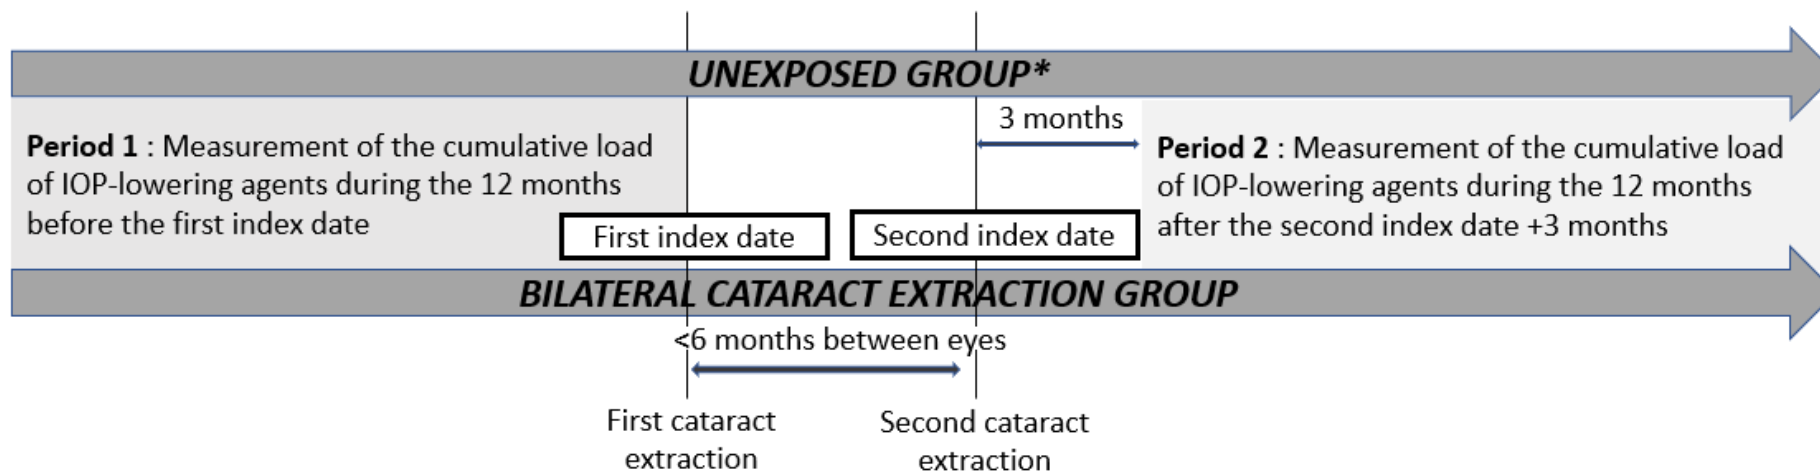 UNEXPOSED GROUP*
3 months
Period 1 : Measurement of the cumulative load
of IOP-lowering agents during the 12 months
before the first index date
Period 2 : Measurement of the cumulative load
of IOP-lowering agents during the 12 months
after the second index date +3 months
First index date
Second index date
BILATERAL CATARACT EXTRACTION GROUP
<6 months between eyes
First cataract
extraction
Second cataract
extraction